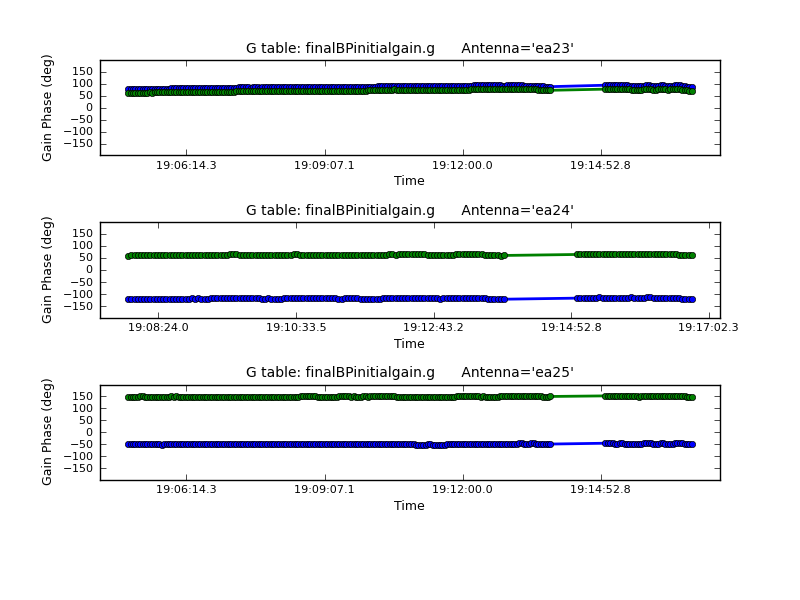 G table: finalBPinitialgain.g Antenna='ea23'
Gain Phase (deg)
150
100
50
0
−50
−100
−150
19:06:14.3 19:09:07.1 19:12:00.0 19:14:52.8
Time
G table: finalBPinitialgain.g Antenna='ea24'
Gain Phase (deg)
150
100
50
0
−50
−100
−150
19:08:24.0 19:10:33.5 19:12:43.2 19:14:52.8 19:17:02.3
Time
G table: finalBPinitialgain.g Antenna='ea25'
Gain Phase (deg)
150
100
50
0
−50
−100
−150
19:06:14.3 19:09:07.1 19:12:00.0 19:14:52.8
Time